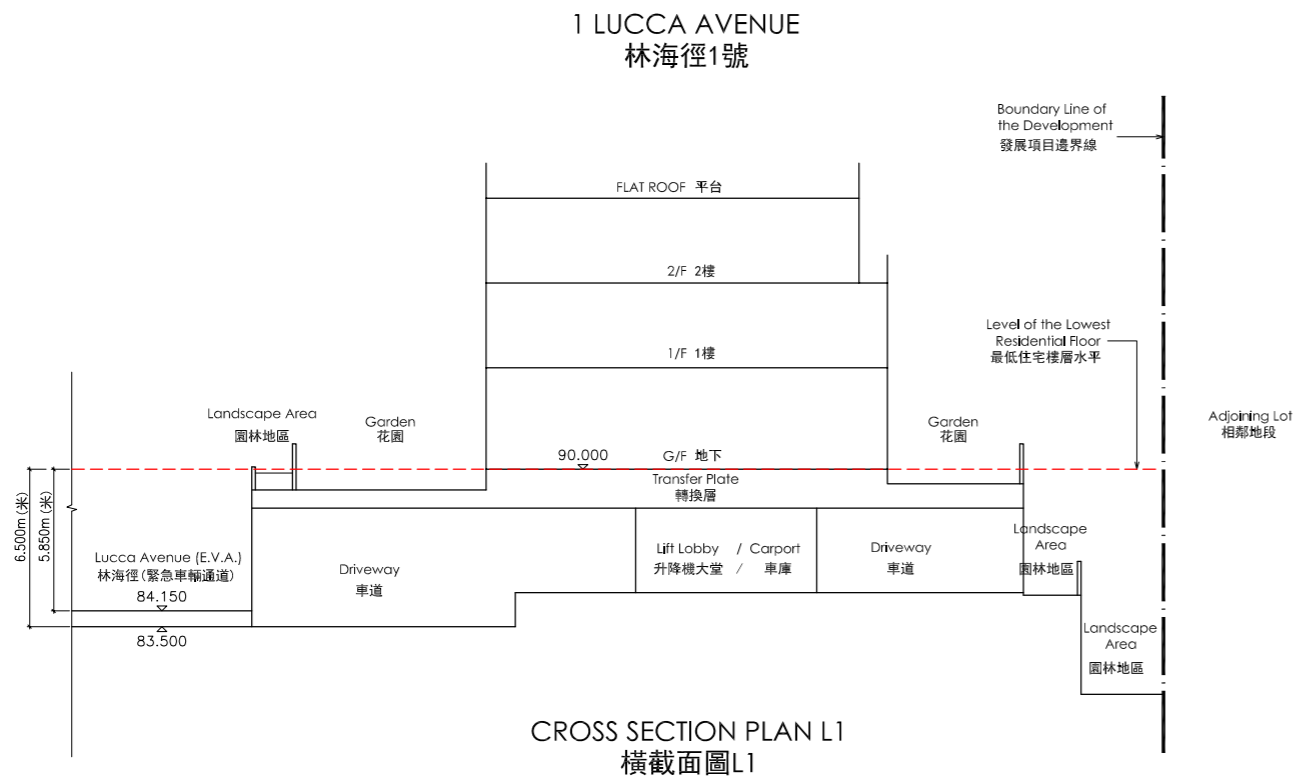 1 LUCCA AVENUE
林海徑1號
Boundary Line of
the Development
發展項目邊界線
FLAT ROOF 平台
2/F 2樓
Level of the Lowest
Residential Floor
最低住宅樓層水平
1/F 1樓
Landscape Area
園林地區
Garden
花園
Garden
花園
Adjoining Lot
相鄰地段
90.000
G/F 地下
Transfer Plate
轉換層
6.500m (米)
5.850m (米)
Lucca Avenue (E.V.A.)
林海徑(緊急車輛通道)
84.150
83.500
Driveway
車道
Lift Lobby / Carport
升降機大堂 / 車庫
Driveway
車道
Landscape
Area
園林地區
Landscape
Area
園林地區
CROSS SECTION PLAN L1
橫截面圖L1